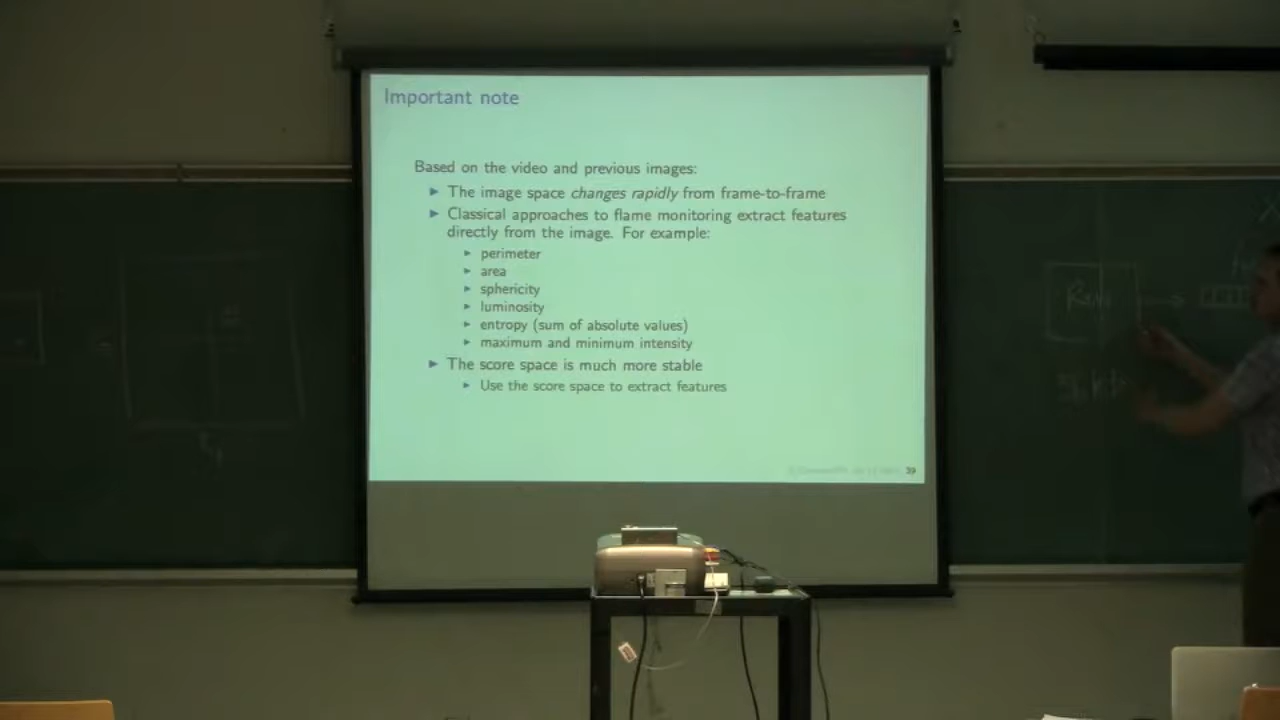 Important note
Based on the video and previous images:
The image space changes rapidly from frame-to-frame
Classical approaches to flame monitoring extract features
directly from the image. For example:
perimeter
area
sphericity
luminosity
entropy (sum of absolute values)
maximum and minimum intensity
The score space is much more stable
Use the score space to extract features
39